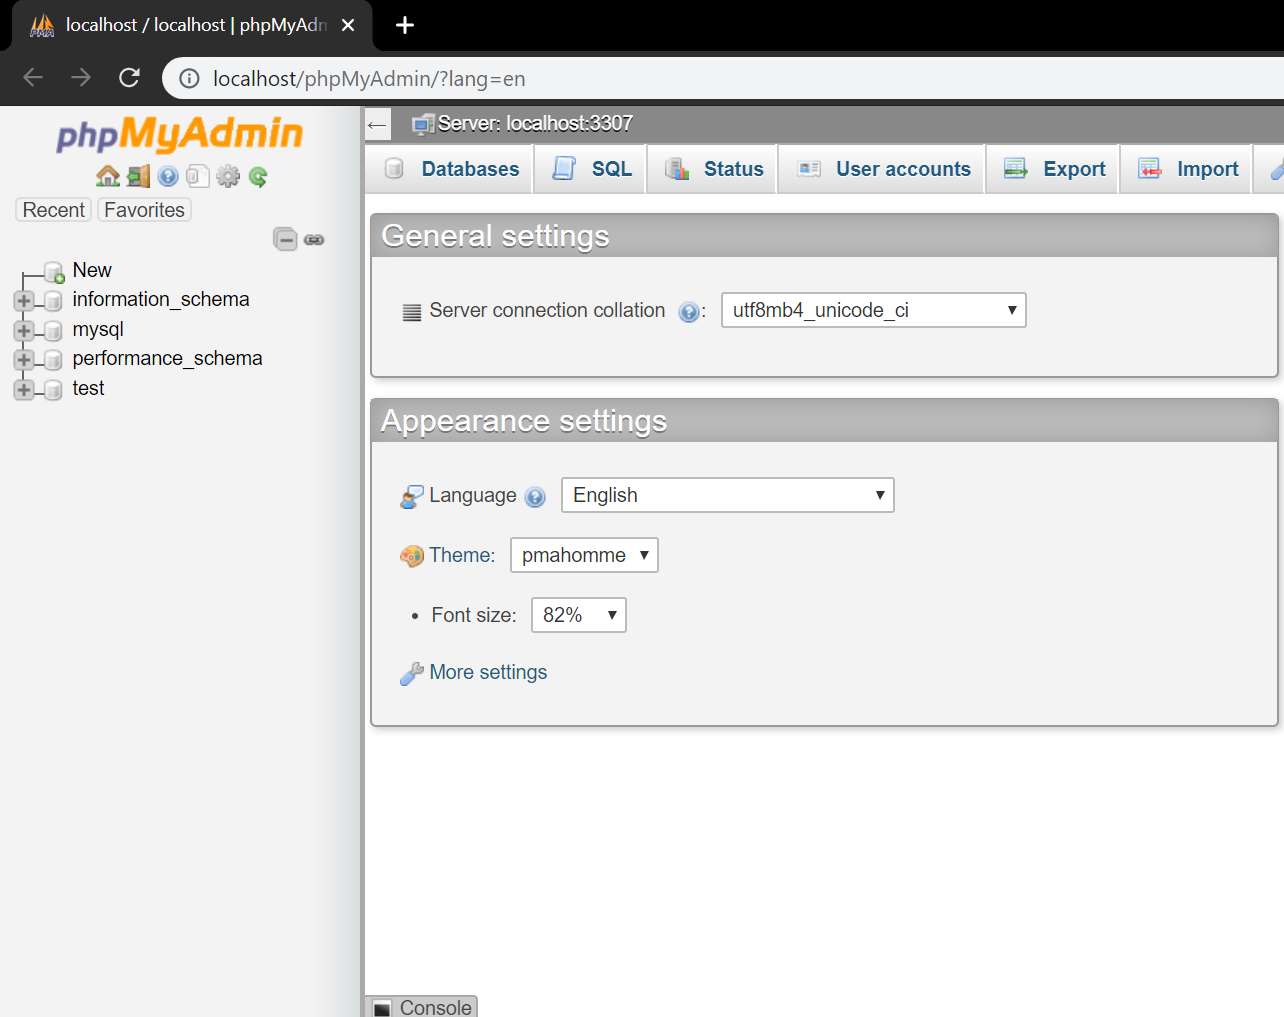 localhost / localhost | phpMyAdm
localhost/phpMyAdmin/?lang=en
phpMyAdmin
Recent Favorites
New
information_schema
mysql
performance_schema
test
← Server: localhost:3307
Databases SQL Status User accounts Export Import
General settings
Server connection collation : utf8mb4_unicode_ci
Appearance settings
Language English
Theme: pmahomme
• Font size: 82%
More settings
Console